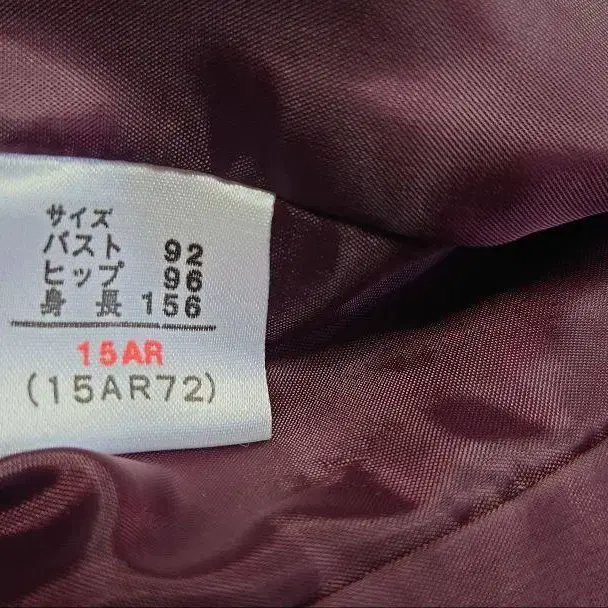 サイズ
バスト 92
ヒップ 96
身長 156
15AR
(15AR72)